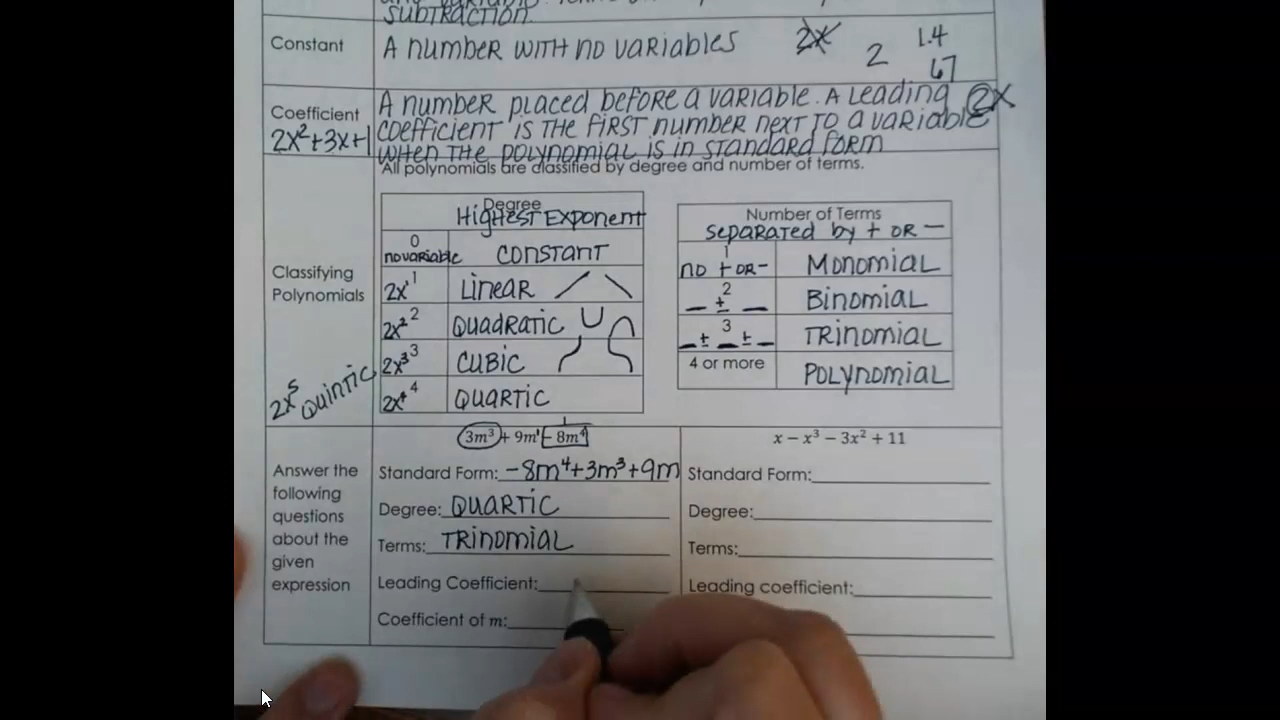 SUBTRACTION.
Constant
A number with no variables
2x
2
1.4
67
Coefficient
2x²+3x+1
A number placed before a variable. A leading
coefficient is the first number next to a variable
when the polynomial is in standard form
2x
All polynomials are classified by degree and number of terms.
Classifying
Polynomials
Degree
Highest Exponent
0
no variable
CONSTANT
2x¹ 1
Linear
2x² 2
Quadratic
2x³ 3
CUBIC
2x⁴ 4
QUARTIC
2x⁵ Quintic
Number of Terms
separated by + OR −
1
no + OR −
Monomial
2
_ ± _
Binomial
3
_ ± _ ± _
TRINOMIAL
4 or more
POLYNOMIAL
Answer the
following
questions
about the
given
expression
3m³ + 9m¹ − 8m⁴
Standard Form: −8m⁴+3m³+9m
Degree: QUARTIC
Terms: TRINOMIAL
Leading Coefficient:
Coefficient of m:
x − x³ − 3x² + 11
Standard Form:
Degree:
Terms:
Leading coefficient: